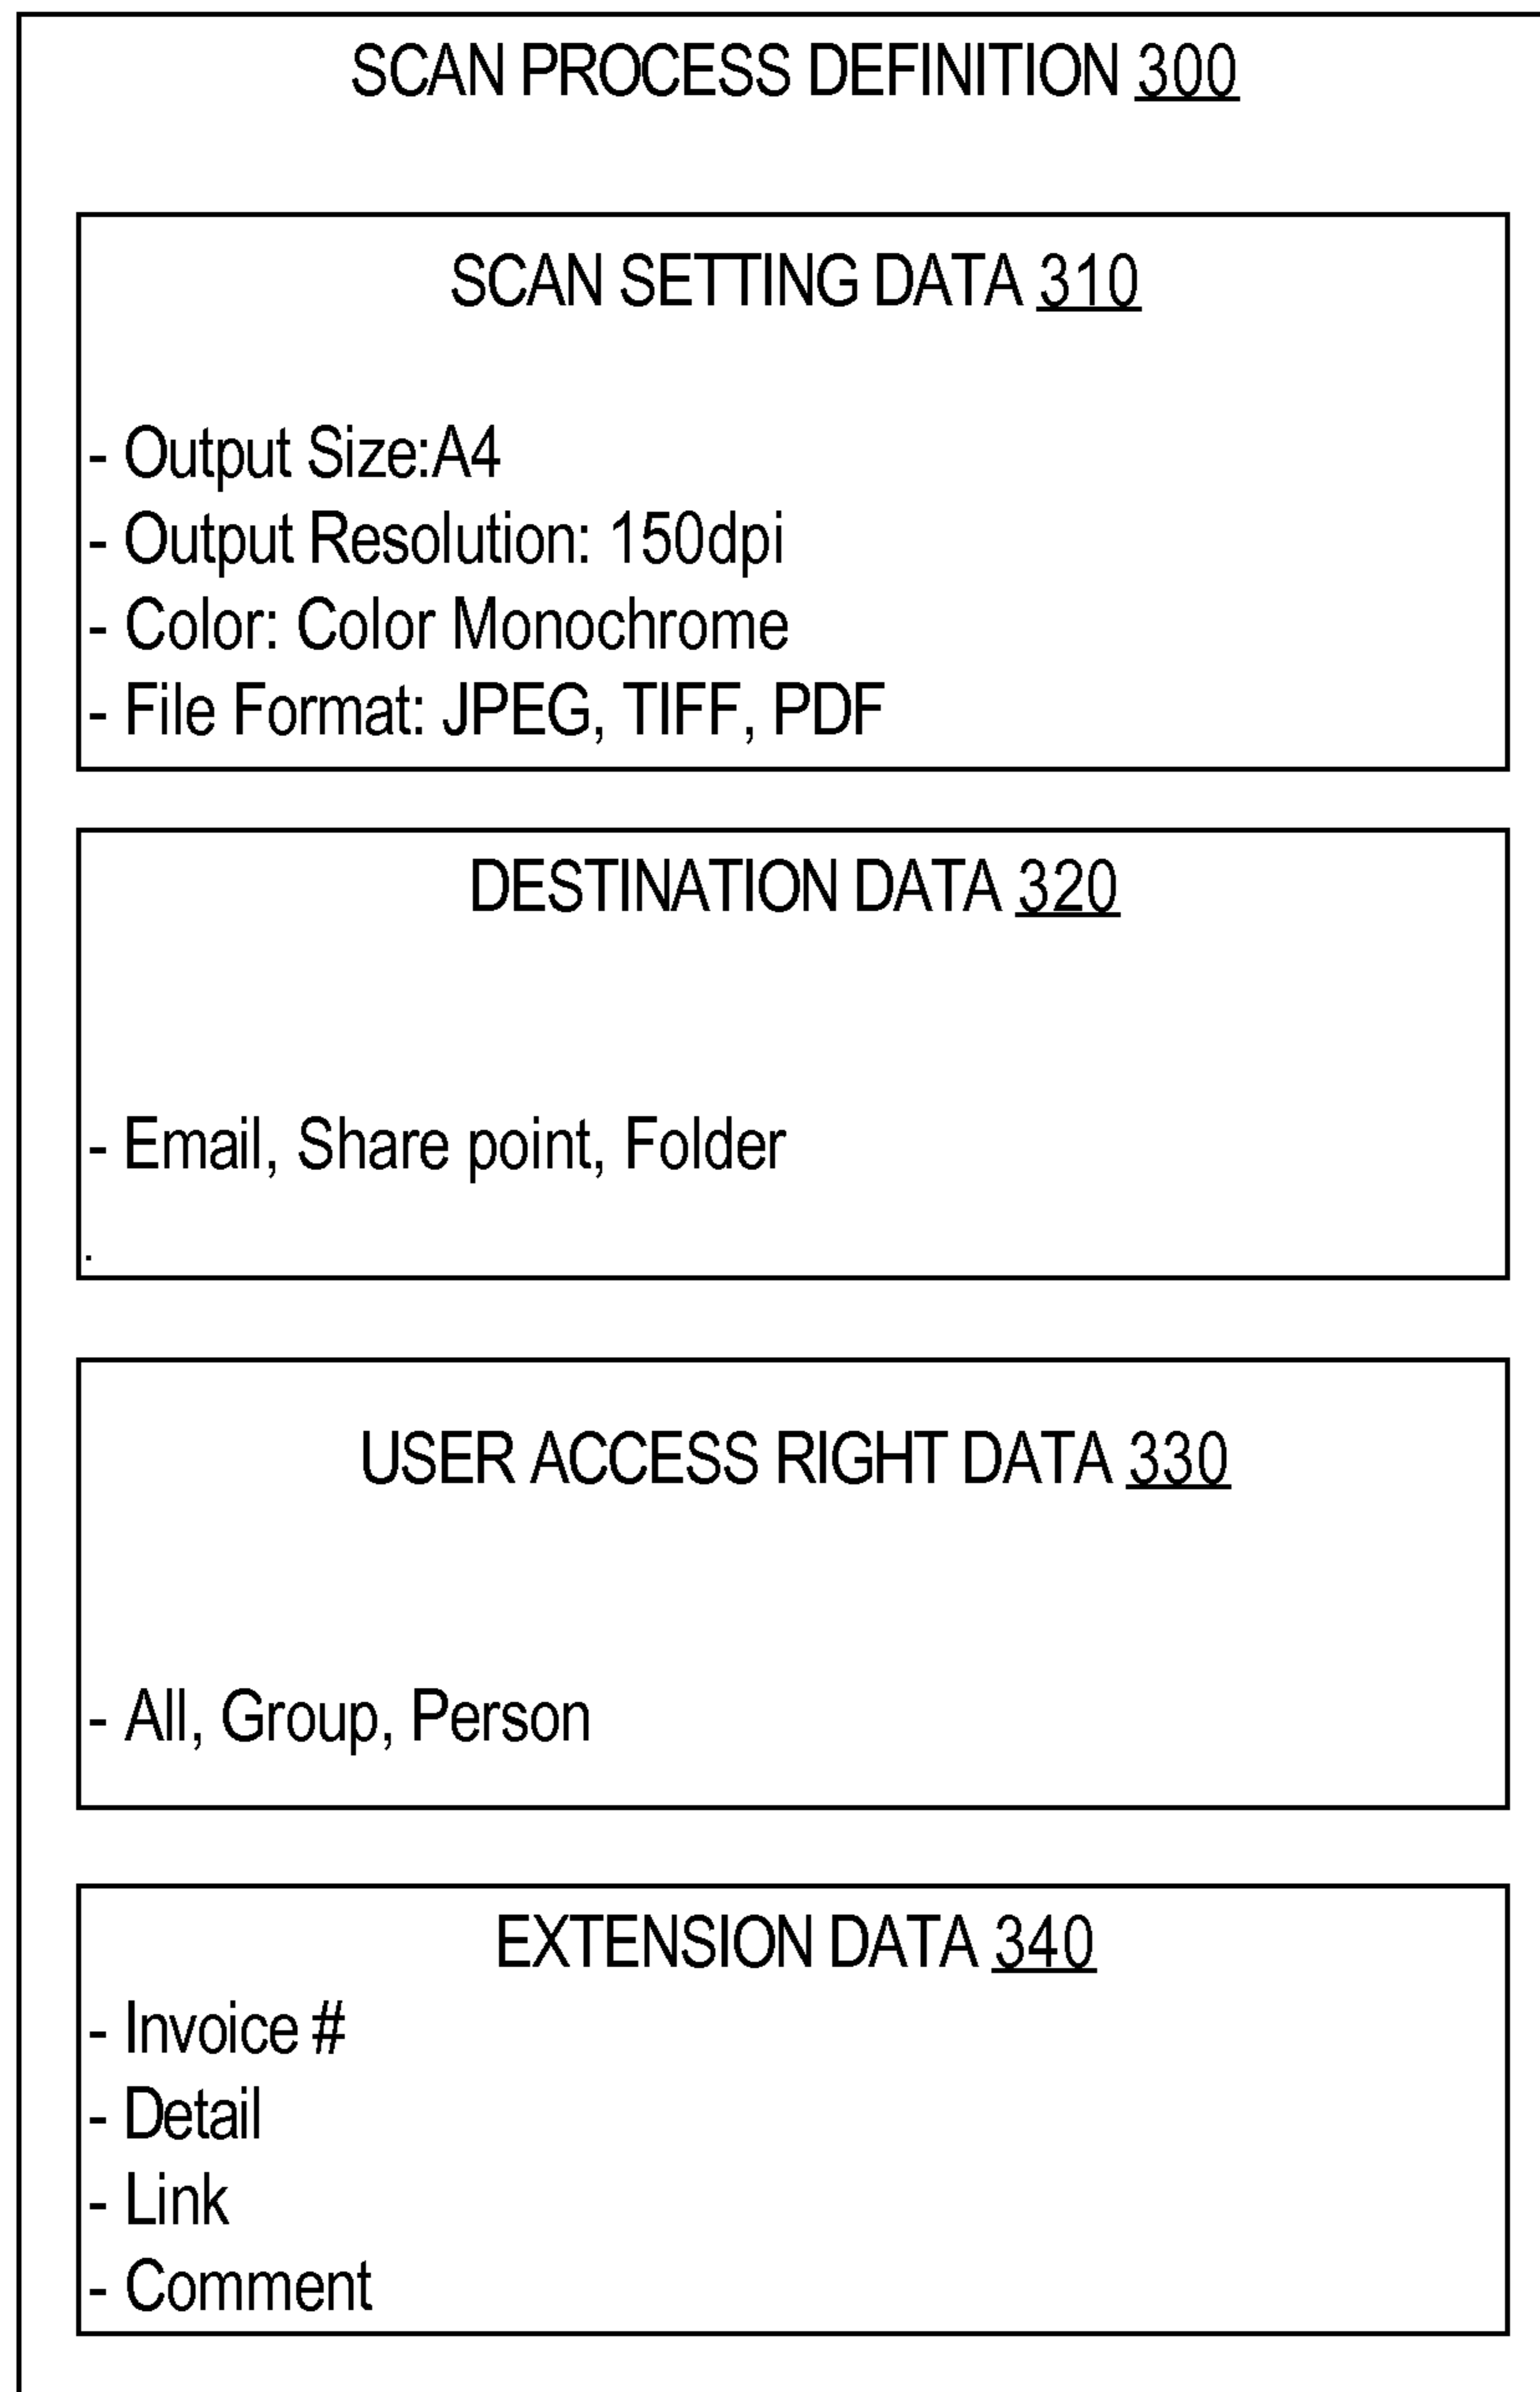 SCAN PROCESS DEFINITION 300
SCAN SETTING DATA 310
- Output Size:A4
- Output Resolution: 150dpi
- Color: Color Monochrome
- File Format: JPEG, TIFF, PDF
DESTINATION DATA 320
- Email, Share point, Folder
.
USER ACCESS RIGHT DATA 330
- All, Group, Person
EXTENSION DATA 340
- Invoice #
- Detail
- Link
- Comment